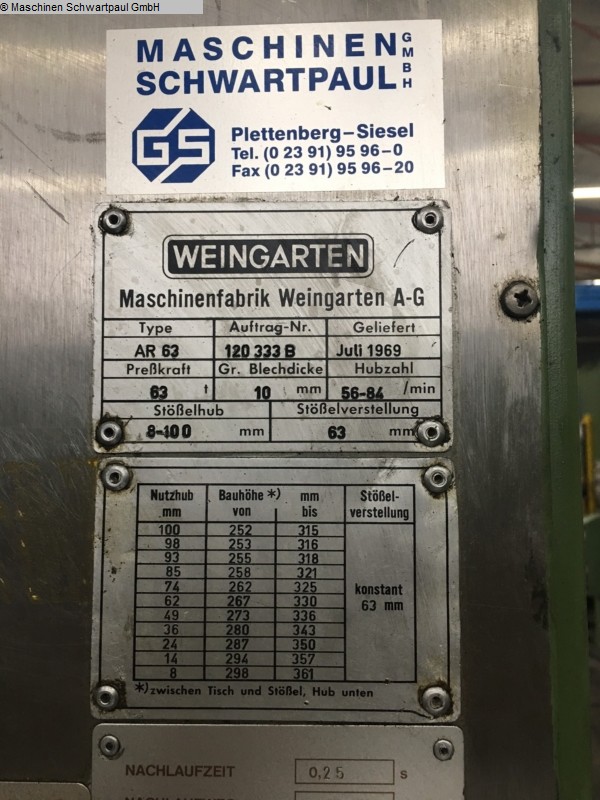 © Maschinen Schwartpaul GmbH
MASCHINEN GMBH
SCHWARTPAUL
GS
Plettenberg-Siesel
Tel. (0 23 91) 95 96-0
Fax (0 23 91) 95 96-20
WEINGARTEN
Maschinenfabrik Weingarten A-G
Type Auftrag-Nr. Geliefert
AR 63 120 333 B Juli 1969
Preßkraft Gr. Blechdicke Hubzahl
63 t 10 mm 56-84 /min
Stößelhub Stößelverstellung
8-100 mm 63 mm
Nutzhub Bauhöhe *) mm Stößel-
mm von bis verstellung
100 252 315
98 253 316
93 255 318
85 258 321
74 262 325
62 267 330
49 273 336
36 280 343
24 287 350
14 294 357
8 298 361
konstant
63 mm
*) zwischen Tisch und Stößel, Hub unten
NACHLAUFZEIT 0,25 s